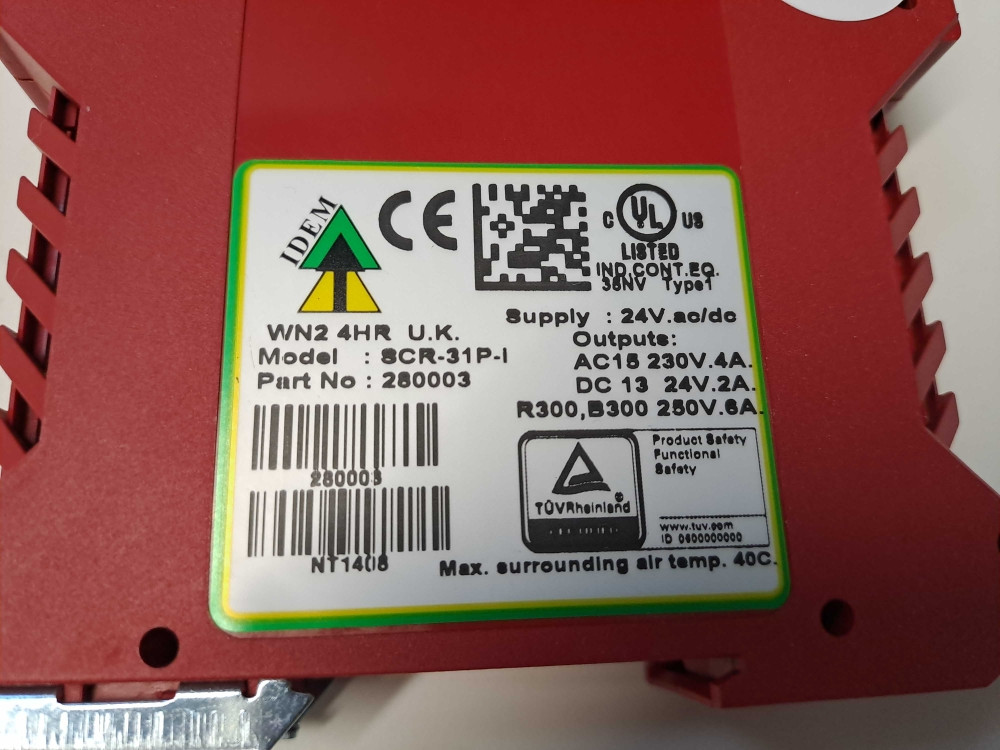 IDEM
CE
C UL US
LISTED
IND.CONT.EQ.
36NV Type1
WN2 4HR U.K.
Model : SCR-31P-I
Part No : 280003
Supply : 24V.ac/dc
Outputs:
AC15 230V.4A.
DC 13 24V.2A.
R300,B300 250V.6A.
280003
NT1408
TÜVRheinland
Product Safety
Functional
Safety
www.tuv.com
ID 0600000000
Max. surrounding air temp. 40C.